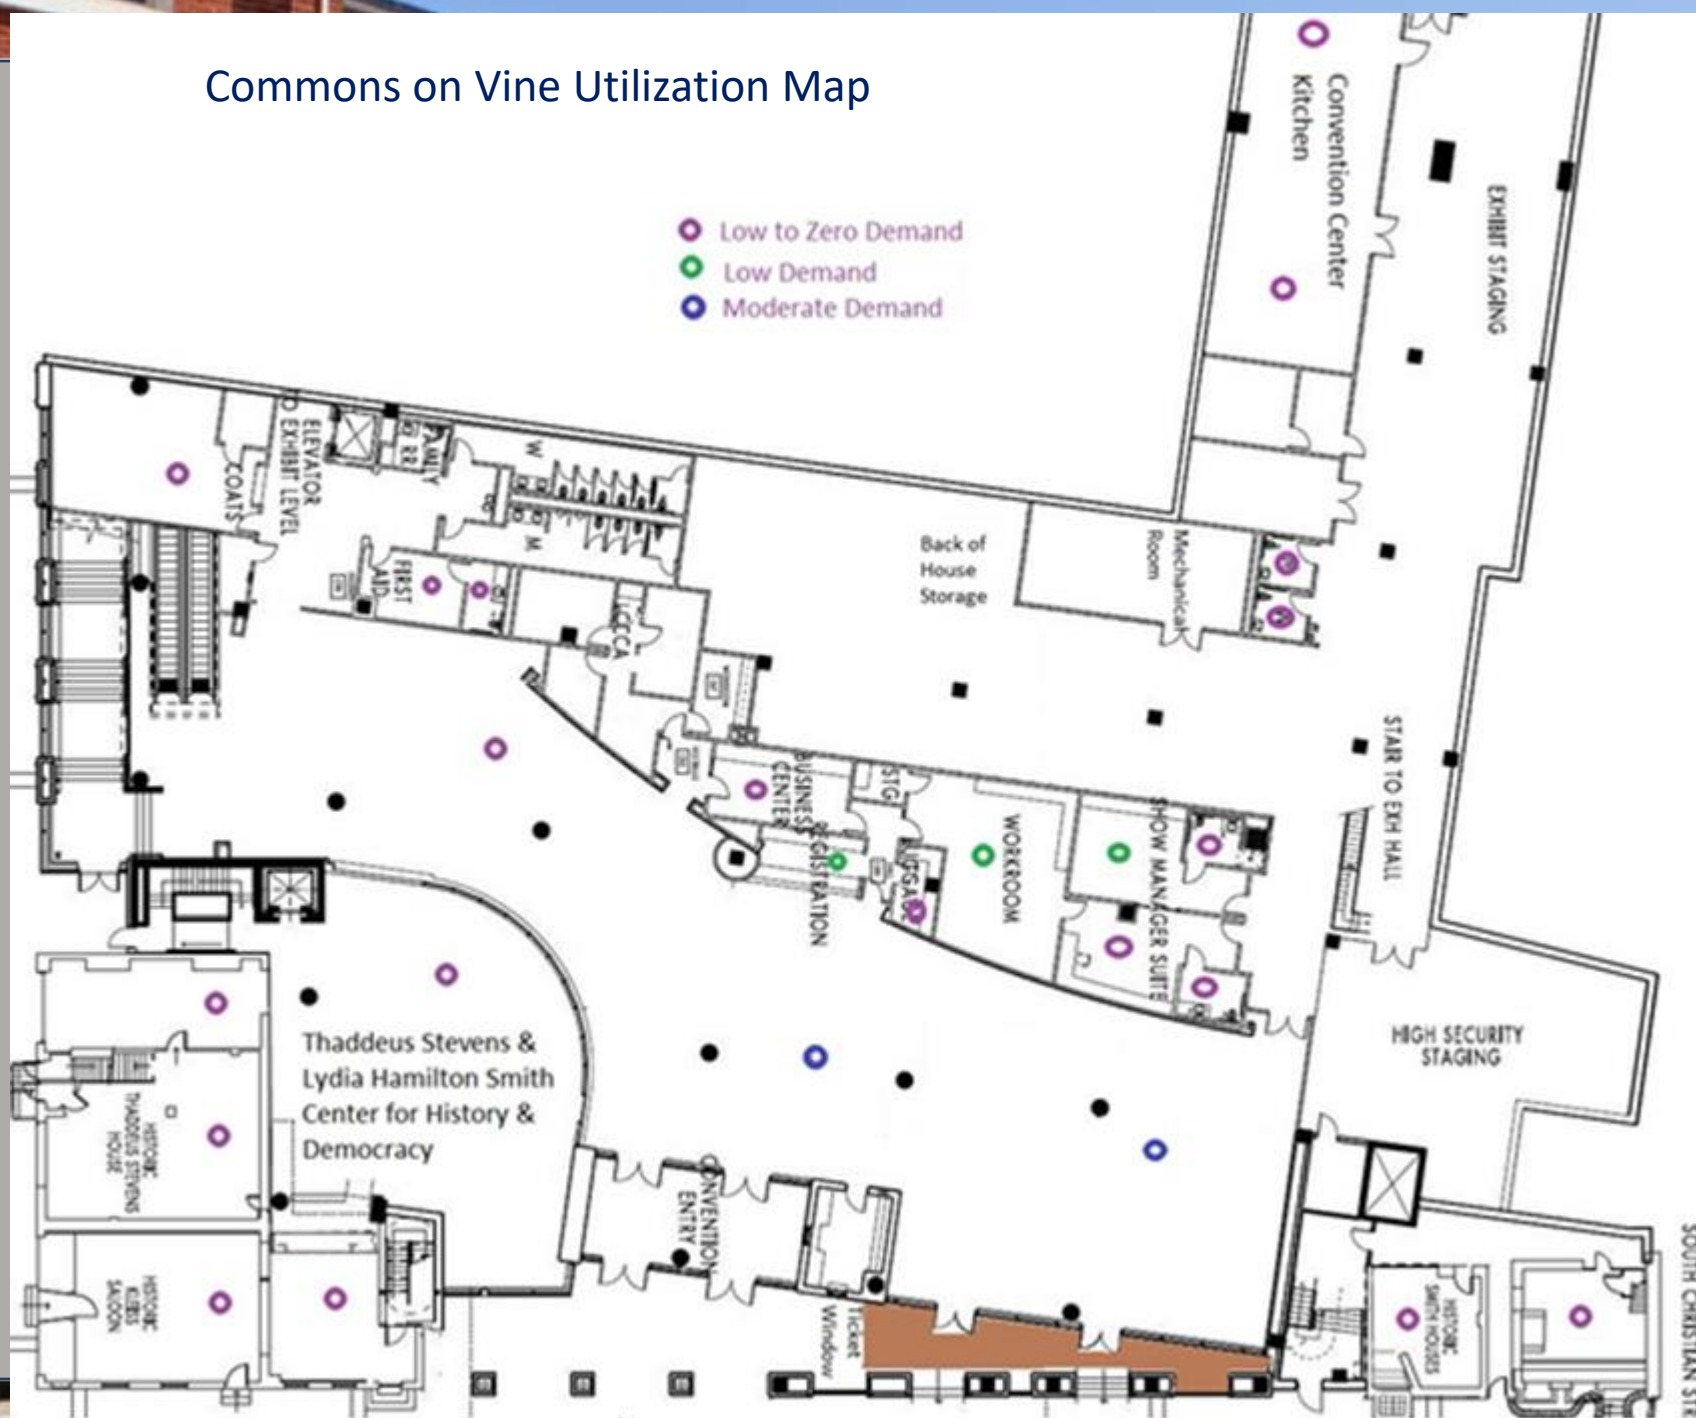 Commons on Vine Utilization Map
Convention Center
Kitchen
EXHIBIT STAGING
Low to Zero Demand
Low Demand
Moderate Demand
ELEVATOR
TO EXHIBIT LEVEL
COATS
FAMILY
RR
W
M
FIRST
AID
LCCCA
Back of
House
Storage
Mechanical
Room
STAIR TO EXH HALL
BUSINESS
CENTER
STG
REGISTRATION
LUGGAGE
WORKROOM
SHOW MANAGER SUITE
HIGH SECURITY
STAGING
Thaddeus Stevens &
Lydia Hamilton Smith
Center for History &
Democracy
HISTORIC
THADDEUS STEVENS
HOUSE
CONVENTION
ENTRY
HISTORIC
KLEISS
SALOON
Ticket
Window
HISTORIC
SMITH HOUSES
SOUTH CHRISTIAN STR